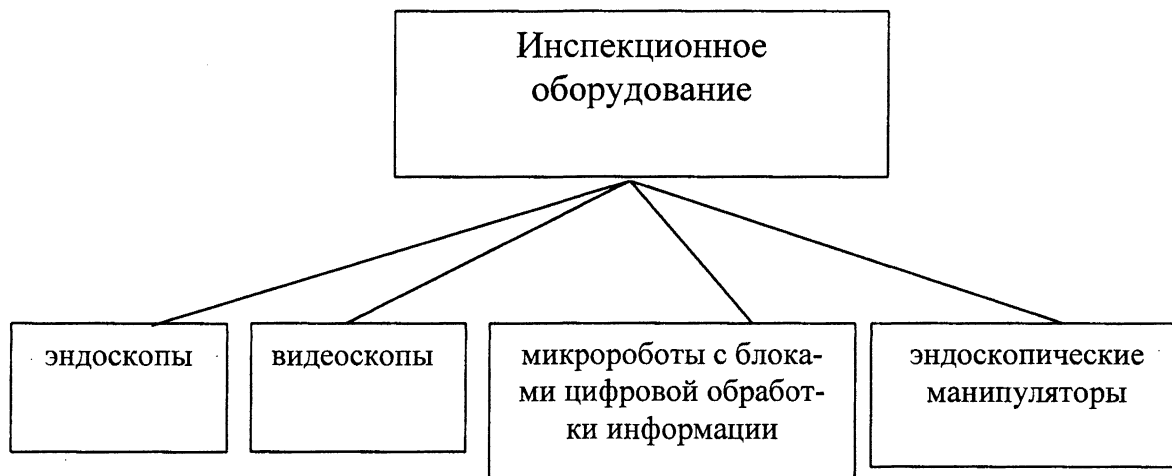 Инспекционное
оборудование
эндоскопы
видеоскопы
микророботы с блока-
ми цифровой обработ-
ки информации
эндоскопические
манипуляторы